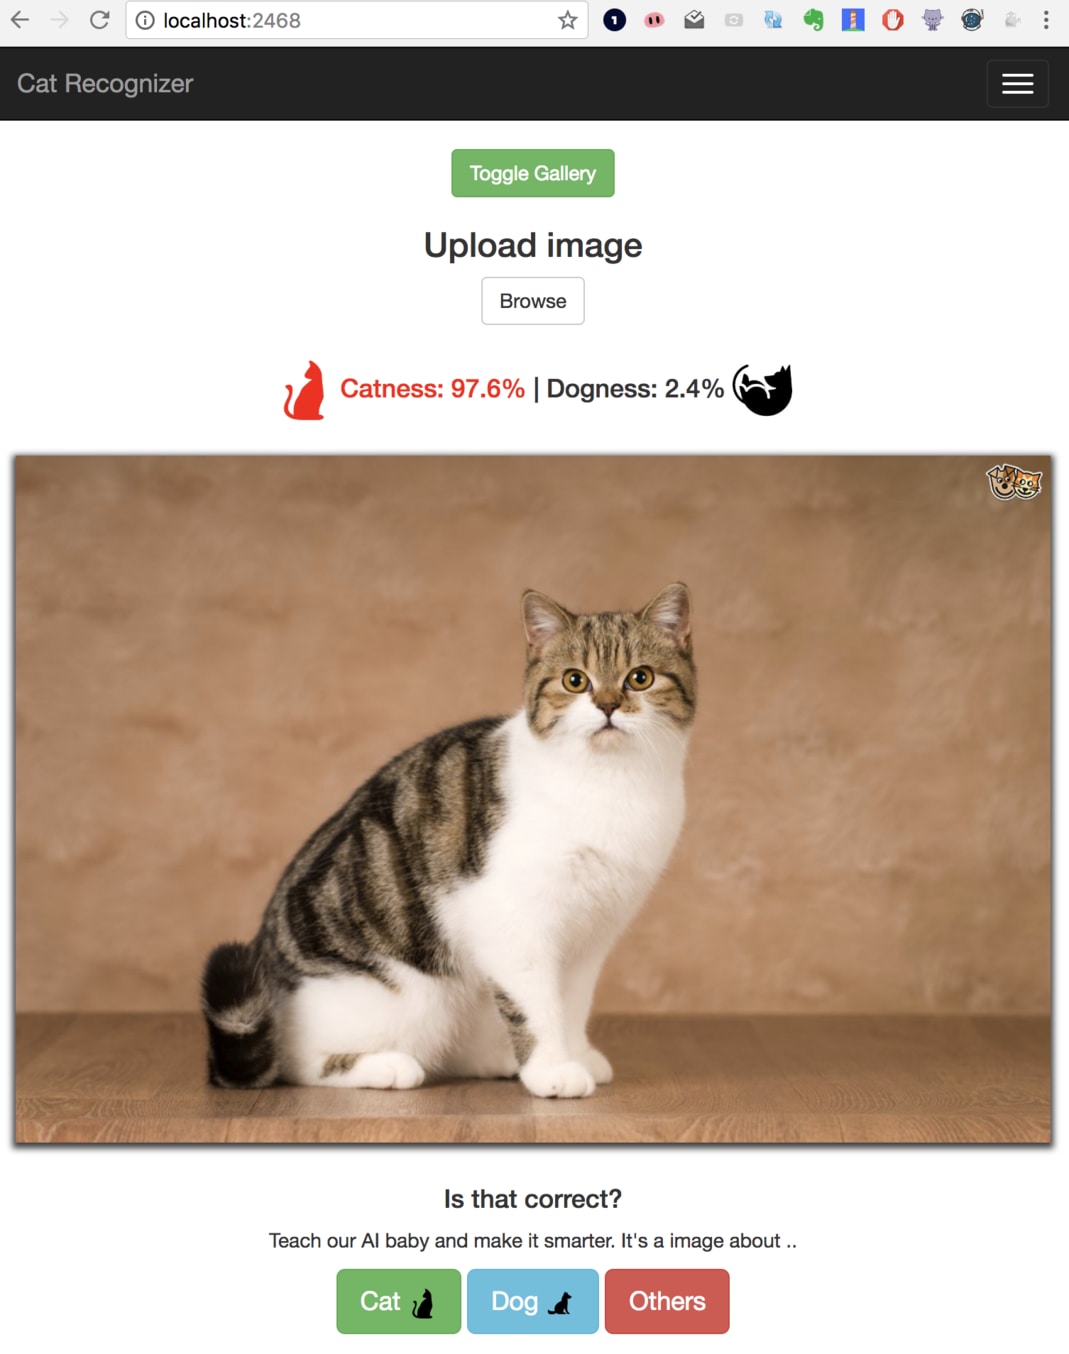 localhost:2468
Cat Recognizer
Toggle Gallery
Upload image
Browse
Catness: 97.6% | Dogness: 2.4%
Is that correct?
Teach our AI baby and make it smarter. It's a image about ..
Cat Dog Others